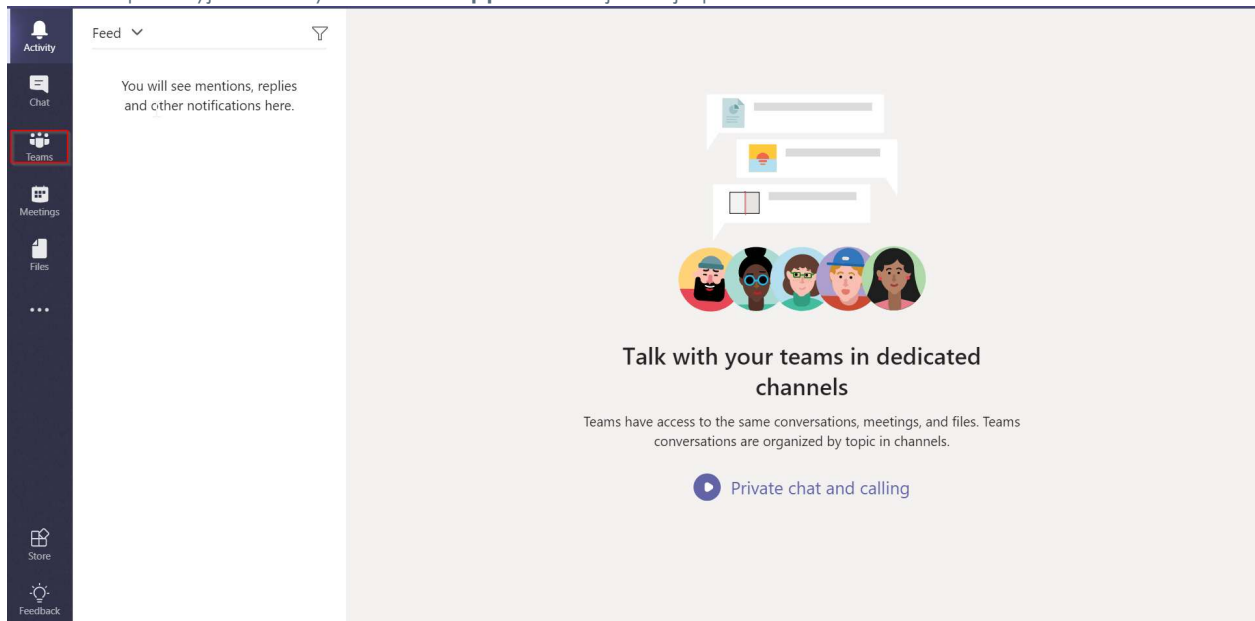 Activity
Chat
Teams
Meetings
Files
Store
Feedback
Feed
You will see mentions, replies
and other notifications here.
Talk with your teams in dedicated
channels
Teams have access to the same conversations, meetings, and files. Teams
conversations are organized by topic in channels.
Private chat and calling